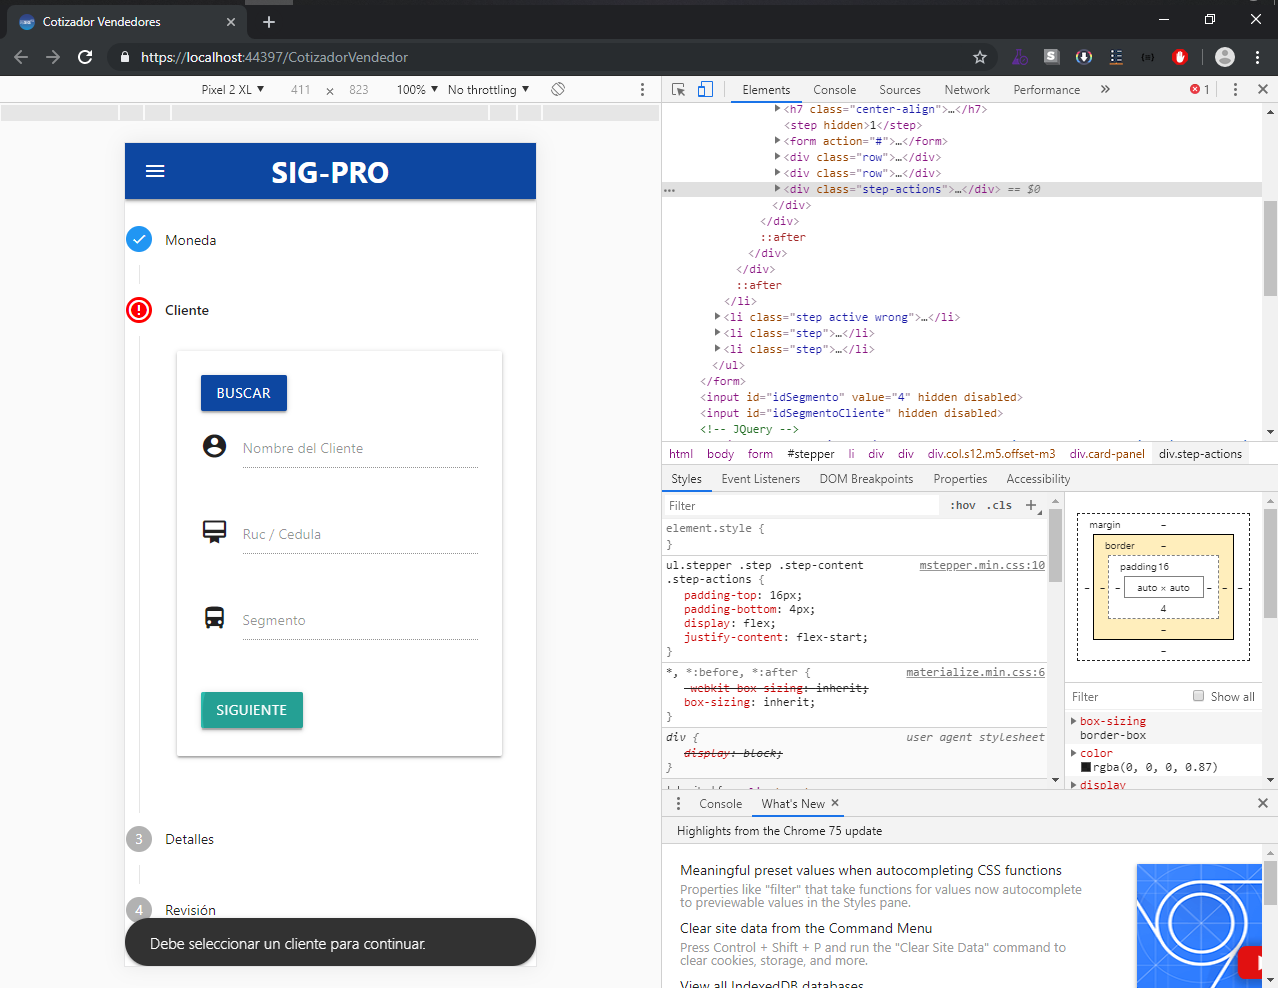 Cotizador Vendedores
https://localhost:44397/CotizadorVendedor
Pixel 2 XL ▼ 411 × 823 100% ▼ No throttling ▼
Elements Console Sources Network Performance » 1
SIG-PRO
Moneda
Cliente
BUSCAR
Nombre del Cliente
Ruc / Cedula
Segmento
SIGUIENTE
3 Detalles
4 Revisión
Debe seleccionar un cliente para continuar.
<h7 class="center-align">…</h7>
<step hidden>1</step>
<form action="#">…</form>
<div class="row">…</div>
<div class="row">…</div>
<div class="step-actions">…</div> == $0
</div>
</div>
::after
</div>
</div>
::after
</li>
<li class="step active wrong">…</li>
<li class="step">…</li>
<li class="step">…</li>
</ul>
</form>
<input id="idSegmento" value="4" hidden disabled>
<input id="idSegmentoCliente" hidden disabled>
<!-- JQuery -->
html body form #stepper li div div div.col.s12.m5.offset-m3 div.card-panel div.step-actions
Styles Event Listeners DOM Breakpoints Properties Accessibility
Filter :hov .cls +
element.style {
}
ul.stepper .step .step-content mstepper.min.css:10
.step-actions {
padding-top: 16px;
padding-bottom: 4px;
display: flex;
justify-content: flex-start;
}
*, *:before, *:after { materialize.min.css:6
-webkit-box-sizing: inherit;
box-sizing: inherit;
}
div { user agent stylesheet
display: block;
}
margin –
border –
padding 16
– – – auto × auto – – –
4
–
–
Filter Show all
box-sizing
border-box
color
rgba(0, 0, 0, 0.87)
display
Console What's New ×
Highlights from the Chrome 75 update
Meaningful preset values when autocompleting CSS functions
Properties like "filter" that take functions for values now autocomplete
to previewable values in the Styles pane.
Clear site data from the Command Menu
Press Control + Shift + P and run the "Clear Site Data" command to
clear cookies, storage, and more.
View all IndexedDB databases